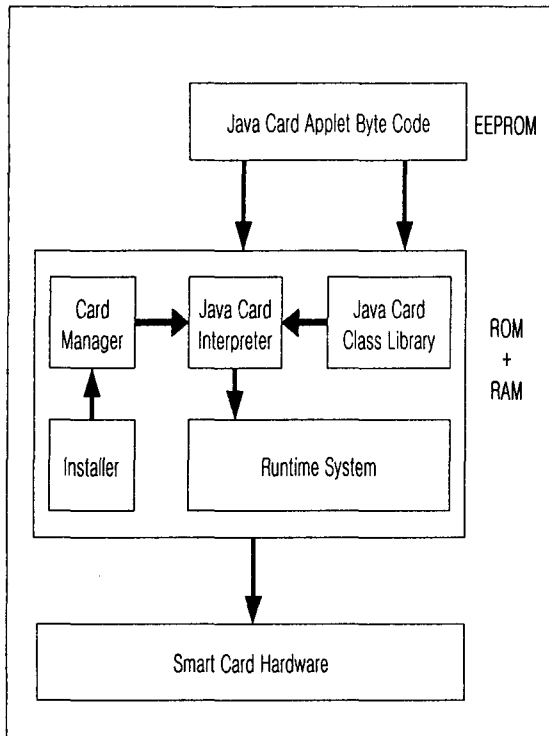 Java Card Applet Byte Code
EEPROM
Card
Manager
Java Card
Interpreter
Java Card
Class Library
ROM
+
RAM
Installer
Runtime System
Smart Card Hardware